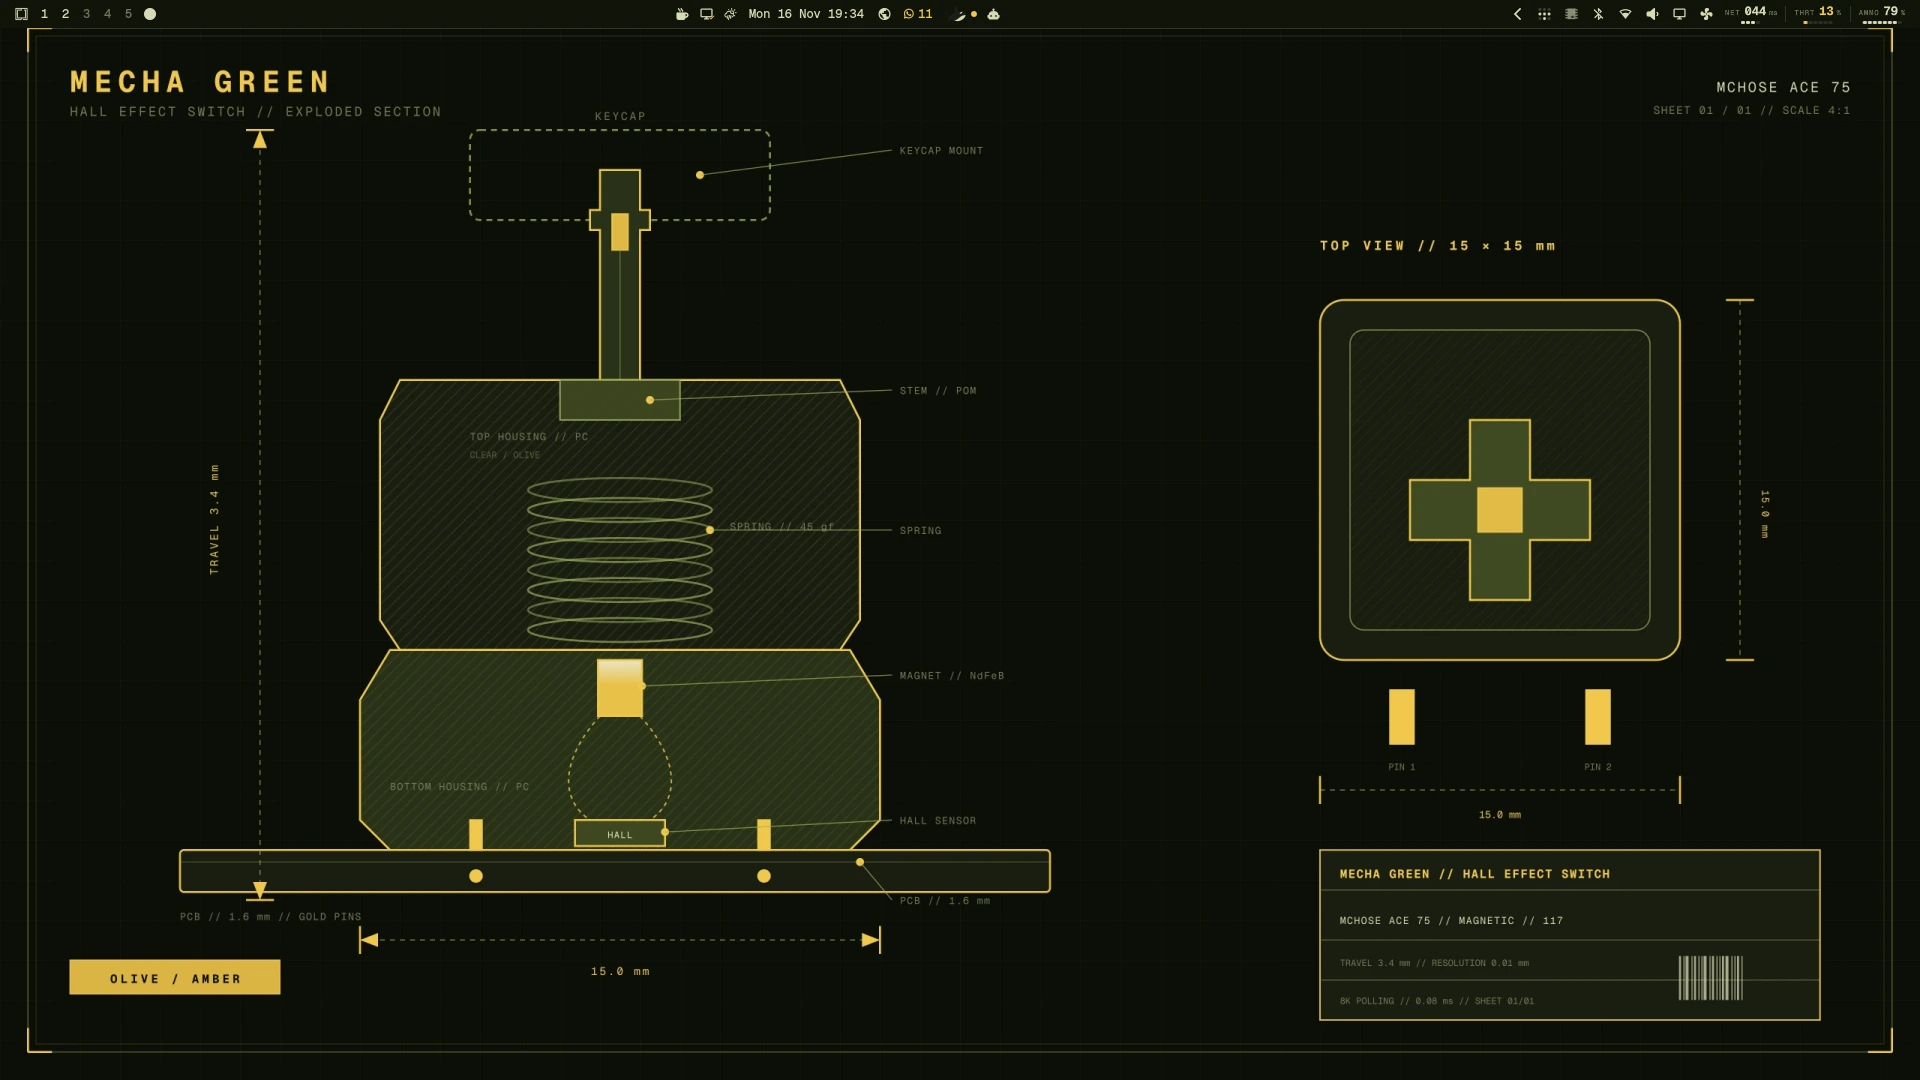 1 2 3 4 5
Mon 16 Nov 19:34
11
NET 044 ms
THRT 13 %
AMMO 79 %
MECHA GREEN
HALL EFFECT SWITCH // EXPLODED SECTION
MCHOSE ACE 75
SHEET 01 / 01 // SCALE 4:1
KEYCAP
KEYCAP MOUNT
TOP VIEW // 15 × 15 mm
STEM // POM
TOP HOUSING // PC
CLEAR / OLIVE
TRAVEL 3.4 mm
SPRING // 45 gf
SPRING
15.0 mm
MAGNET // NdFeB
PIN 1
PIN 2
BOTTOM HOUSING // PC
15.0 mm
HALL
HALL SENSOR
PCB // 1.6 mm
PCB // 1.6 mm // GOLD PINS
15.0 mm
OLIVE / AMBER
MECHA GREEN // HALL EFFECT SWITCH
MCHOSE ACE 75 // MAGNETIC // 117
TRAVEL 3.4 mm // RESOLUTION 0.01 mm
8K POLLING // 0.08 ms // SHEET 01/01